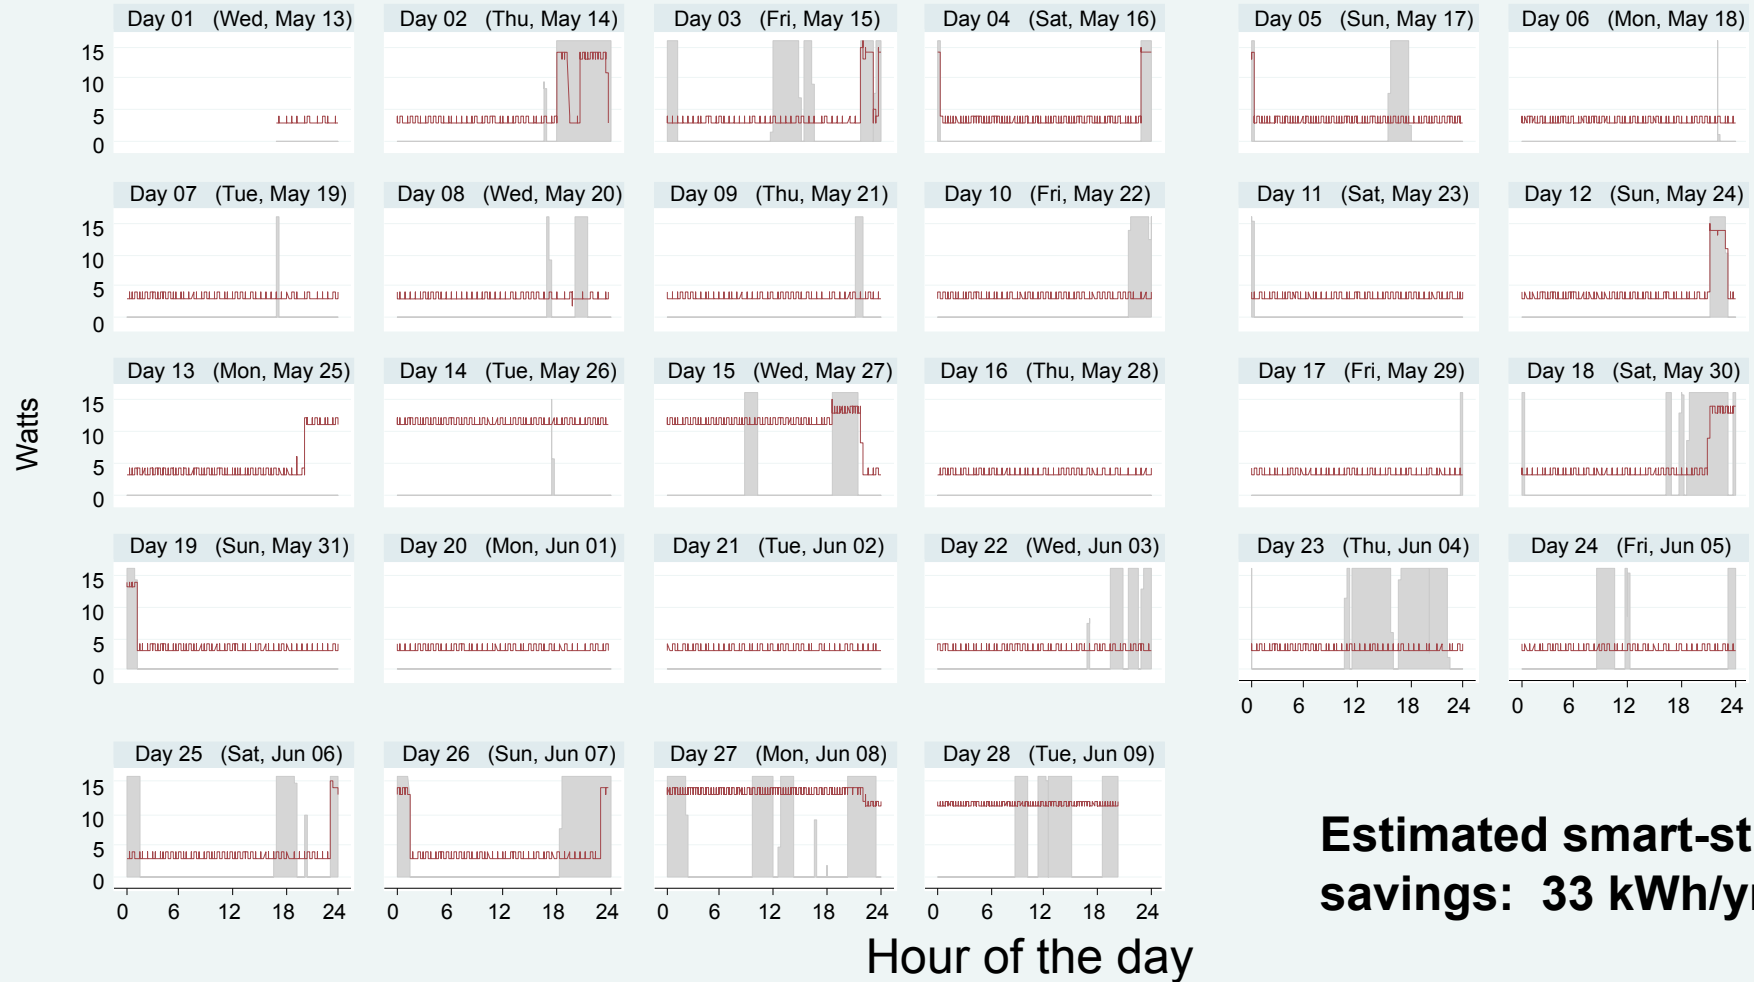 Day 01 (Wed, May 13)
Day 02 (Thu, May 14)
Day 03 (Fri, May 15)
Day 04 (Sat, May 16)
Day 05 (Sun, May 17)
Day 06 (Mon, May 18)
15
10
5
0
Day 07 (Tue, May 19)
Day 08 (Wed, May 20)
Day 09 (Thu, May 21)
Day 10 (Fri, May 22)
Day 11 (Sat, May 23)
Day 12 (Sun, May 24)
15
10
5
0
Day 13 (Mon, May 25)
Day 14 (Tue, May 26)
Day 15 (Wed, May 27)
Day 16 (Thu, May 28)
Day 17 (Fri, May 29)
Day 18 (Sat, May 30)
15
10
5
0
Watts
Day 19 (Sun, May 31)
Day 20 (Mon, Jun 01)
Day 21 (Tue, Jun 02)
Day 22 (Wed, Jun 03)
Day 23 (Thu, Jun 04)
Day 24 (Fri, Jun 05)
15
10
5
0
0 6 12 18 24
0 6 12 18 24
Day 25 (Sat, Jun 06)
Day 26 (Sun, Jun 07)
Day 27 (Mon, Jun 08)
Day 28 (Tue, Jun 09)
15
10
5
0
0 6 12 18 24
0 6 12 18 24
0 6 12 18 24
0 6 12 18 24
Estimated smart-st
savings: 33 kWh/yr
Hour of the day